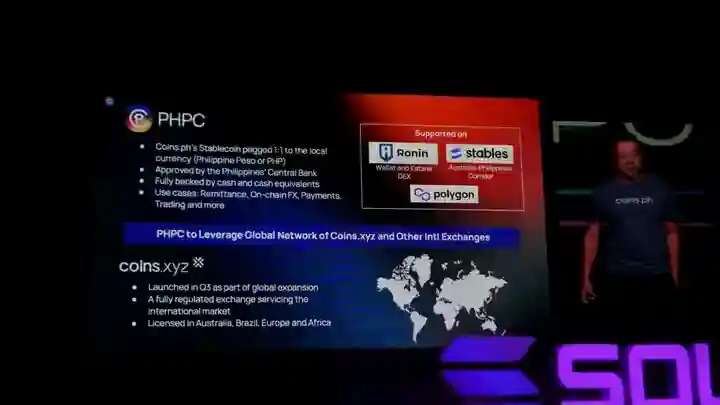 PHPC
Coins.ph's Stablecoin pegged 1:1 to the local
currency (Philippine Peso or PHP)
Approved by the Philippines' Central Bank
Fully backed by cash and cash equivalents
Use cases: Remittance, On-chain FX, Payments,
Trading and more
Supported on
Ronin
Wallet and Katana
DEX
stables
Australia-Philippines
Corridor
polygon
PHPC to Leverage Global Network of Coins.xyz and Other Intl Exchanges
coins.xyz
Launched in Q3 as part of global expansion
A fully regulated exchange servicing the
international market
Licensed in Australia, Brazil, Europe and Africa
coins.ph